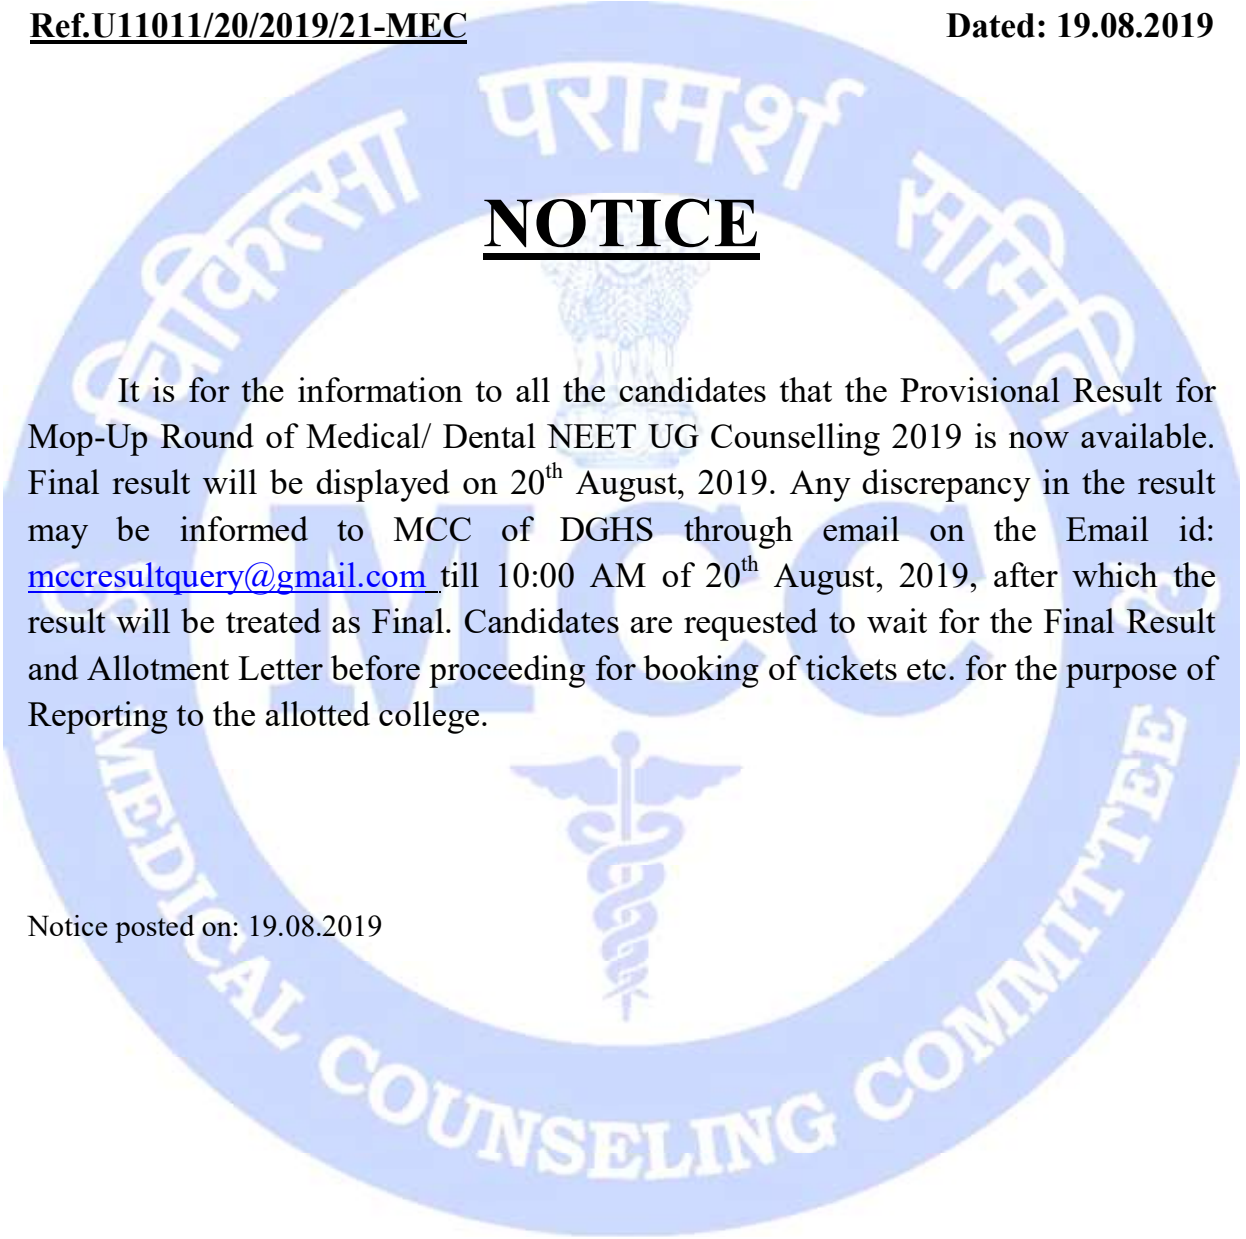 Ref.U11011/20/2019/21-MEC Dated: 19.08.2019
चिकित्सा परामर्श समिति
NOTICE
It is for the information to all the candidates that the Provisional Result for
Mop-Up Round of Medical/ Dental NEET UG Counselling 2019 is now available.
Final result will be displayed on 20th August, 2019. Any discrepancy in the result
may be informed to MCC of DGHS through email on the Email id:
mccresultquery@gmail.com till 10:00 AM of 20th August, 2019, after which the
result will be treated as Final. Candidates are requested to wait for the Final Result
and Allotment Letter before proceeding for booking of tickets etc. for the purpose of
Reporting to the allotted college.
MCC
Notice posted on: 19.08.2019
MEDICAL COUNSELING COMMITTEE